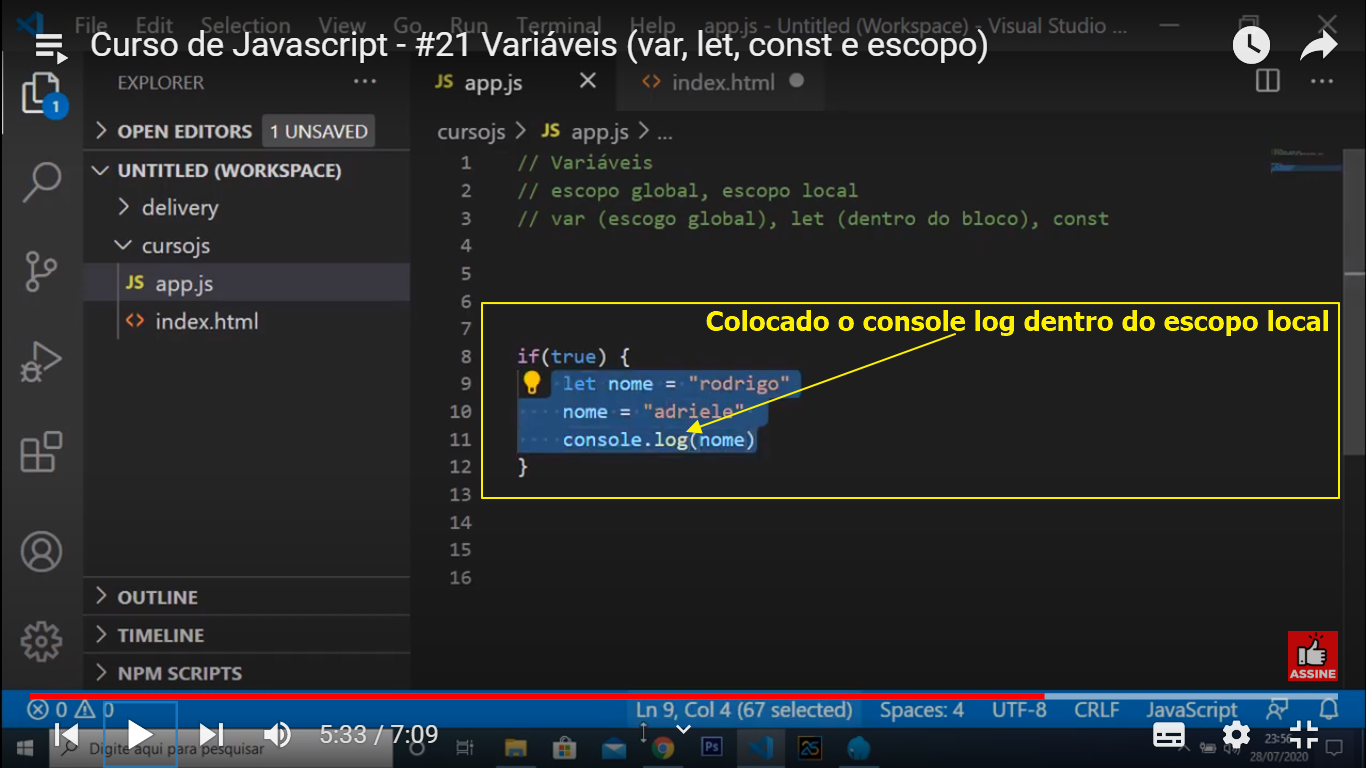 File Edit Selection View Go Run Terminal Help app.js - Untitled (Workspace) - Visual Studio ...
Curso de Javascript - #21 Variáveis (var, let, const e escopo)
EXPLORER
JS app.js
index.html
1
OPEN EDITORS 1 UNSAVED
cursojs > JS app.js > ...
UNTITLED (WORKSPACE)
delivery
cursojs
JS app.js
index.html
1 // Variáveis
2 // escopo global, escopo local
3 // var (escogo global), let (dentro do bloco), const
4
5
6
7
Colocado o console log dentro do escopo local
8 if(true) {
9 let nome = "rodrigo"
10 nome = "adriele"
11 console.log(nome)
12 }
13
14
15
16
OUTLINE
TIMELINE
NPM SCRIPTS
ASSINE
0 0 Ln 9, Col 4 (67 selected) Spaces: 4 UTF-8 CRLF JavaScript
5:33 / 7:09
Digite aqui para pesquisar
Ps
28/07/2020